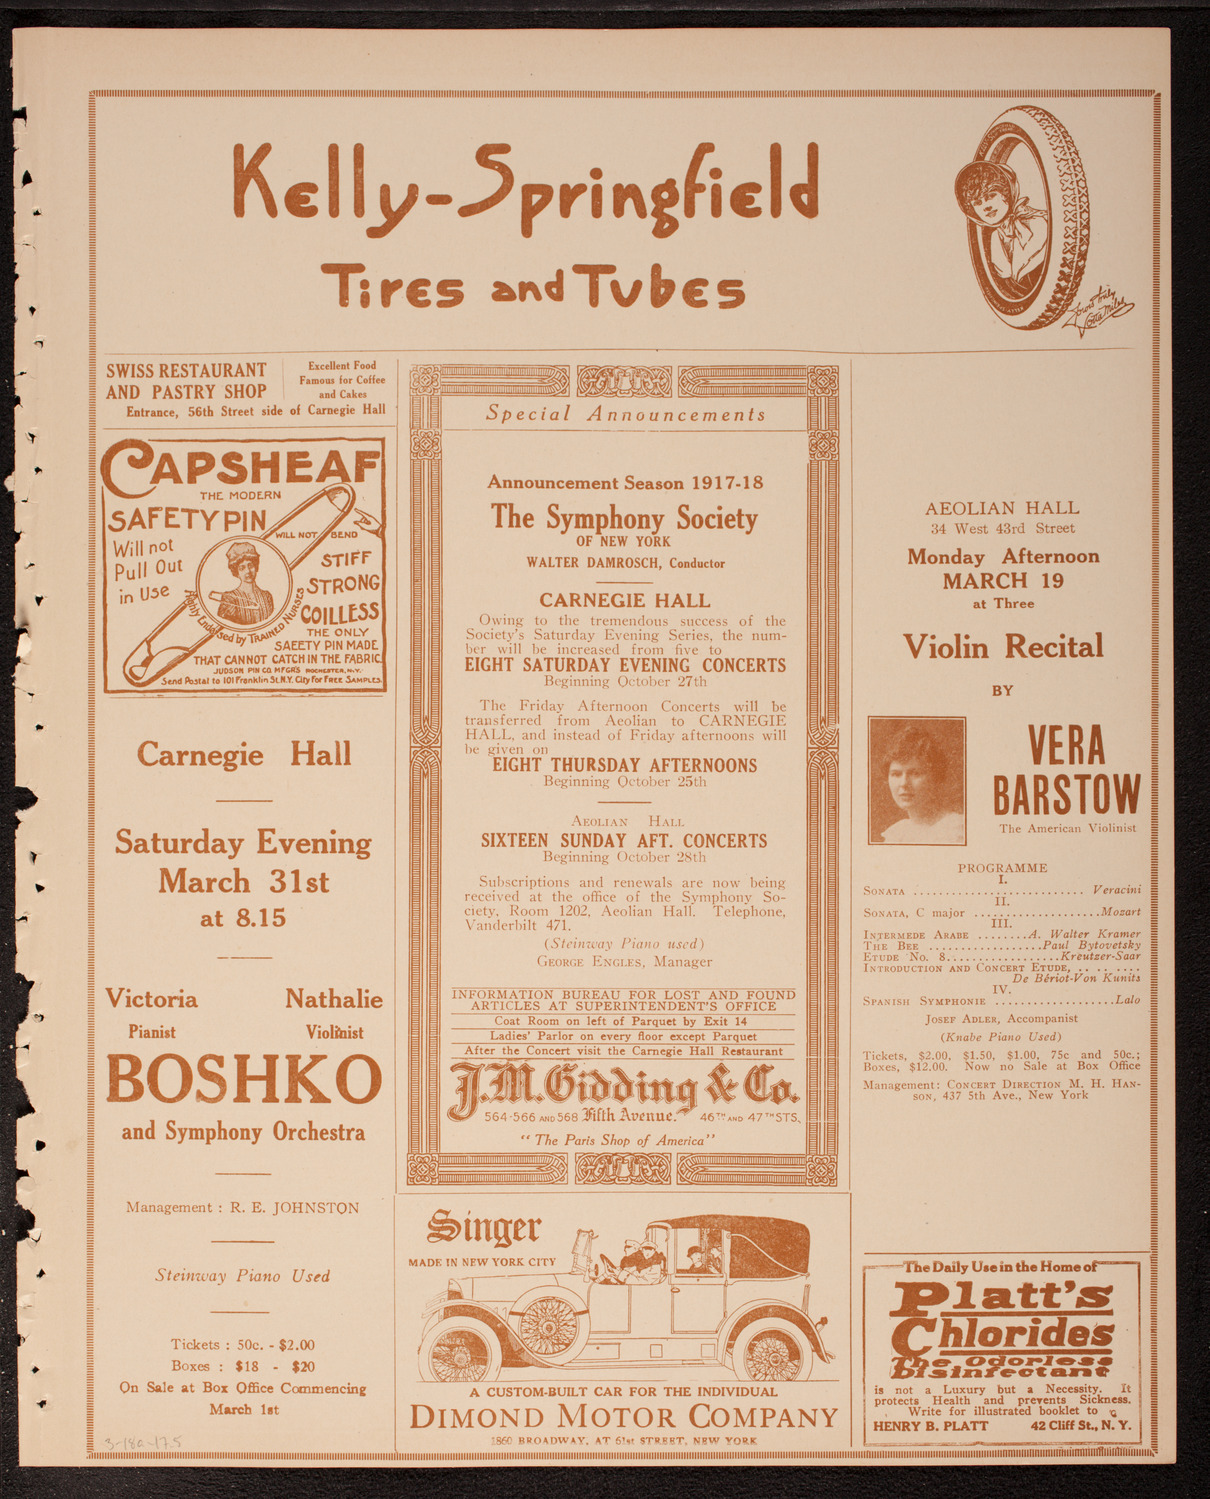 Kelly-Springfield
Tires and Tubes
SWISS RESTAURANT
AND PASTRY SHOP
Excellent Food
Famous for Coffee
and Cakes
Entrance, 56th Street side of Carnegie Hall
CAPSHEAF
THE MODERN
SAFETY PIN
WILL NOT BEND
Will not
Pull Out
in Use
STIFF
STRONG
COILLESS
Highly Endorsed by TRAINED NURSES
THE ONLY
SAFETY PIN MADE
THAT CANNOT CATCH IN THE FABRIC.
JUDSON PIN CO. MFGRS. ROCHESTER, N.Y.
Send Postal to 101 Franklin St. N.Y. City for FREE SAMPLES.
Carnegie Hall
Saturday Evening
March 31st
at 8.15
Victoria Nathalie
Pianist Violinist
BOSHKO
and Symphony Orchestra
Management : R. E. JOHNSTON
Steinway Piano Used
Tickets : 50c. - $2.00
Boxes : $18 - $20
On Sale at Box Office Commencing
March 1st
3-18a-17.5
Special Announcements
Announcement Season 1917-18
The Symphony Society
OF NEW YORK
WALTER DAMROSCH, Conductor
CARNEGIE HALL
Owing to the tremendous success of the
Society's Saturday Evening Series, the num-
ber will be increased from five to
EIGHT SATURDAY EVENING CONCERTS
Beginning October 27th
The Friday Afternoon Concerts will be
transferred from Aeolian to CARNEGIE
HALL, and instead of Friday afternoons will
be given on
EIGHT THURSDAY AFTERNOONS
Beginning October 25th
AEOLIAN HALL
SIXTEEN SUNDAY AFT. CONCERTS
Beginning October 28th
Subscriptions and renewals are now being
received at the office of the Symphony So-
ciety, Room 1202, Aeolian Hall. Telephone,
Vanderbilt 471.
(Steinway Piano used)
GEORGE ENGLES, Manager
INFORMATION BUREAU FOR LOST AND FOUND
ARTICLES AT SUPERINTENDENT'S OFFICE
Coat Room on left of Parquet by Exit 14
Ladies' Parlor on every floor except Parquet
After the Concert visit the Carnegie Hall Restaurant
J.M. Gidding & Co.
564-566 AND 568 Fifth Avenue. 46TH AND 47TH STS.
"The Paris Shop of America"
Singer
MADE IN NEW YORK CITY
A CUSTOM-BUILT CAR FOR THE INDIVIDUAL
DIMOND MOTOR COMPANY
1860 BROADWAY, AT 61st STREET, NEW YORK
AEOLIAN HALL
34 West 43rd Street
Monday Afternoon
MARCH 19
at Three
Violin Recital
BY
VERA
BARSTOW
The American Violinist
PROGRAMME
I.
SONATA .......................... Veracini
II.
SONATA, C major ...................Mozart
III.
INTERMEDE ARABE ........A. Walter Kramer
THE BEE .................Paul Bytovetsky
ETUDE No. 8.................Kreutzer-Saar
INTRODUCTION AND CONCERT ETUDE, .. .. ....
De Bériot-Von Kunits
IV.
SPANISH SYMPHONIE ..................Lalo
JOSEF ADLER, Accompanist
(Knabe Piano Used)
Tickets, $2.00, $1.50, $1.00, 75c and 50c.;
Boxes, $12.00. Now no Sale at Box Office
Management: CONCERT DIRECTION M. H. HAN-
SON, 437 5th Ave., New York
The Daily Use in the Home of
Platt's
Chlorides
The Odorless
Disinfectant
is not a Luxury but a Necessity. It
protects Health and prevents Sickness.
Write for illustrated booklet to
HENRY B. PLATT 42 Cliff St., N. Y.